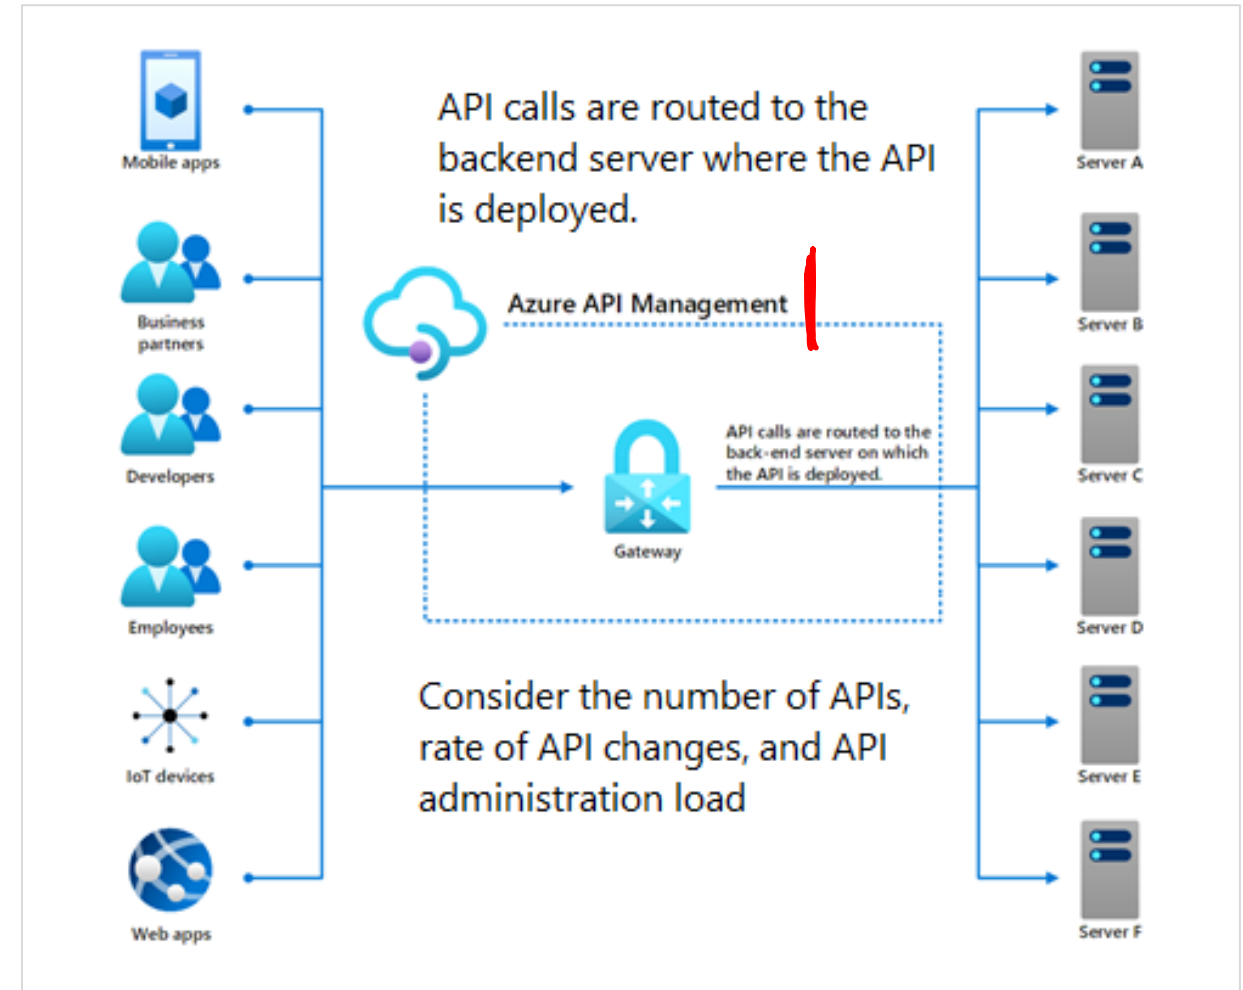 Mobile apps
Business
partners
Developers
Employees
IoT devices
Web apps
API calls are routed to the
backend server where the API
is deployed.
Azure API Management
API calls are routed to the
back-end server on which
the API is deployed.
Gateway
Consider the number of APIs,
rate of API changes, and API
administration load
Server A
Server B
Server C
Server D
Server E
Server F